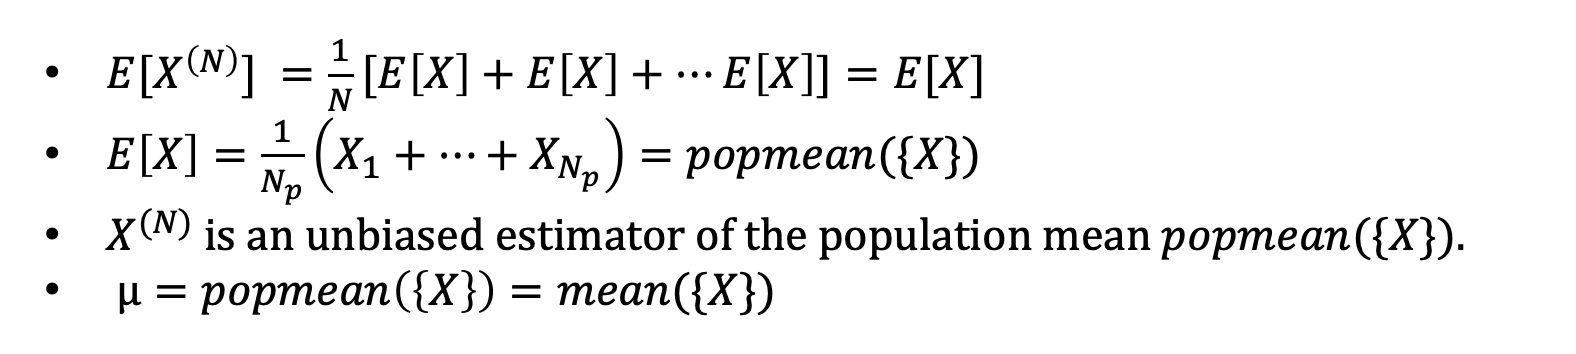 • E[X^(N)] = 1/N [E[X] + E[X] + ⋯ E[X]] = E[X]
• E[X] = 1/N_p (X_1 + ⋯ + X_{N_p}) = popmean({X})
• X^(N) is an unbiased estimator of the population mean popmean({X}).
• μ = popmean({X}) = mean({X})